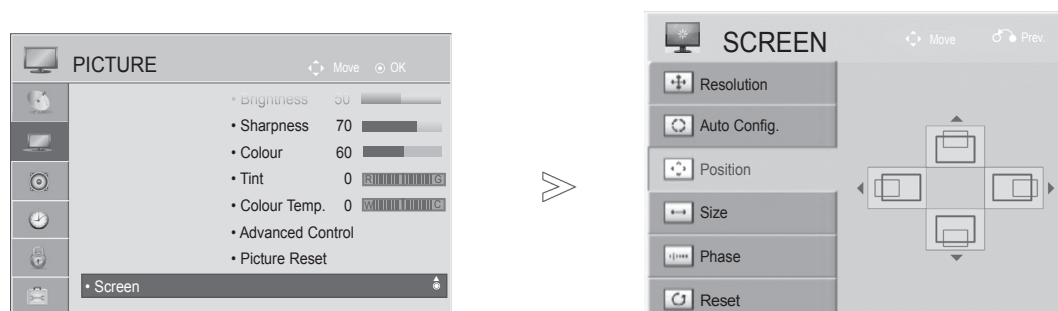 PICTURE
Move OK
• Brightness 50
• Sharpness 70
• Colour 60
• Tint 0 R G
• Colour Temp. 0 W C
• Advanced Control
• Picture Reset
• Screen
SCREEN
Move Prev.
Resolution
Auto Config.
Position
Size
Phase
Reset